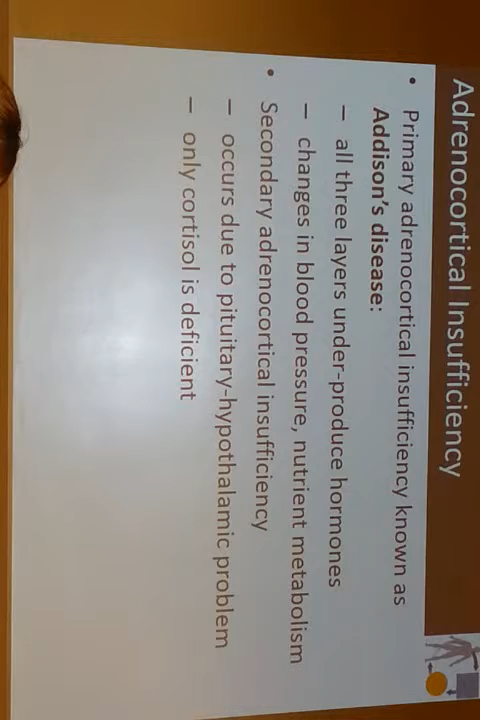 Adrenocortical Insufficiency
• Primary adrenocortical insufficiency known as
Addison's disease:
– all three layers under-produce hormones
– changes in blood pressure, nutrient metabolism
• Secondary adrenocortical insufficiency
– occurs due to pituitary-hypothalamic problem
– only cortisol is deficient